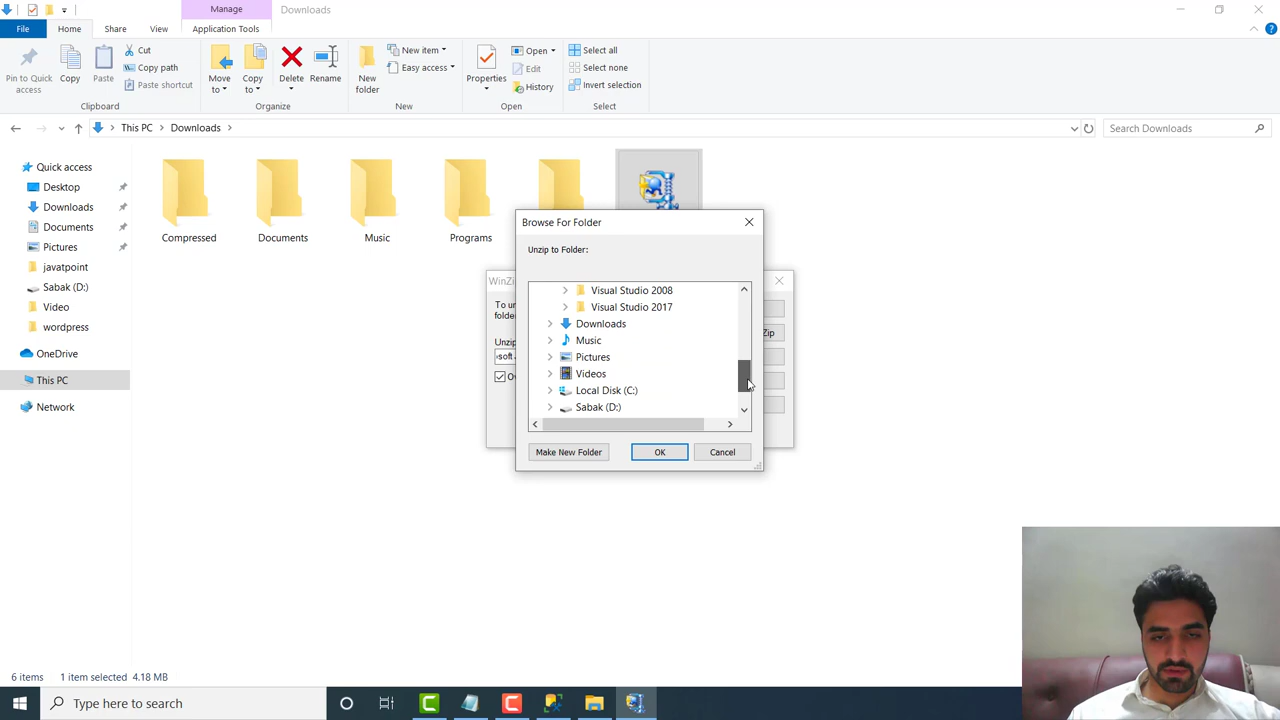 Manage
Downloads
File
Home
Share
View
Application Tools
Pin to Quick access
Copy
Paste
Cut
Copy path
Paste shortcut
Clipboard
Move to
Copy to
Delete
Rename
Organize
New folder
New item
Easy access
New
Properties
Open
Edit
History
Open
Select all
Select none
Invert selection
Select
This PC
Downloads
Search Downloads
Quick access
Desktop
Downloads
Documents
Pictures
javatpoint
Sabak (D:)
Video
wordpress
OneDrive
This PC
Network
Compressed
Documents
Music
Programs
Browse For Folder
Unzip to Folder:
Visual Studio 2008
Visual Studio 2017
Downloads
Music
Pictures
Videos
Local Disk (C:)
Sabak (D:)
Make New Folder
OK
Cancel
To un
folde
Unzip
Zip
6 items
1 item selected 4.18 MB
Type here to search